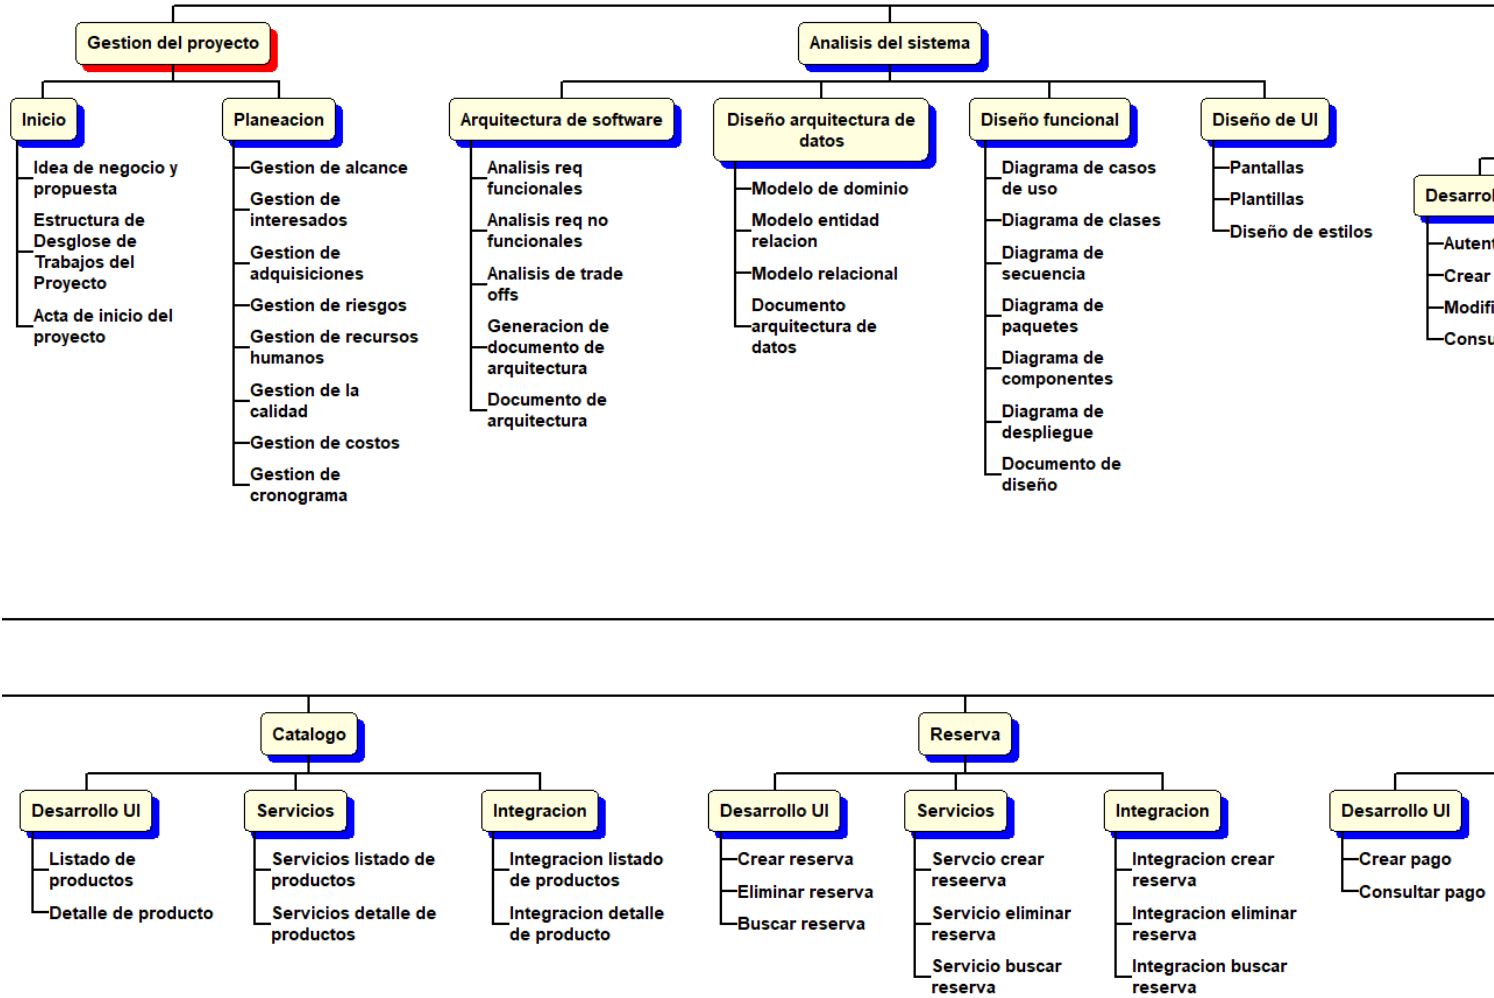 Gestion del proyecto
Analisis del sistema
Inicio
Idea de negocio y
propuesta
Estructura de
Desglose de
Trabajos del
Proyecto
Acta de inicio del
proyecto
Planeacion
Gestion de alcance
Gestion de
interesados
Gestion de
adquisiciones
Gestion de riesgos
Gestion de recursos
humanos
Gestion de la
calidad
Gestion de costos
Gestion de
cronograma
Arquitectura de software
Analisis req
funcionales
Analisis req no
funcionales
Analisis de trade
offs
Generacion de
documento de
arquitectura
Documento de
arquitectura
Diseño arquitectura de
datos
Modelo de dominio
Modelo entidad
relacion
Modelo relacional
Documento
arquitectura de
datos
Diseño funcional
Diagrama de casos
de uso
Diagrama de clases
Diagrama de
secuencia
Diagrama de
paquetes
Diagrama de
componentes
Diagrama de
despliegue
Documento de
diseño
Diseño de UI
Pantallas
Plantillas
Diseño de estilos
Crear
Catalogo
Desarrollo UI
Listado de
productos
Detalle de producto
Servicios
Servicios listado de
productos
Servicios detalle de
productos
Integracion
Integracion listado
de productos
Integracion detalle
de producto
Reserva
Desarrollo UI
Crear reserva
Eliminar reserva
Buscar reserva
Servicios
Servcio crear
reseerva
Servicio eliminar
reserva
Servicio buscar
reserva
Integracion
Integracion crear
reserva
Integracion eliminar
reserva
Integracion buscar
reserva
Desarrollo UI
Crear pago
Consultar pago